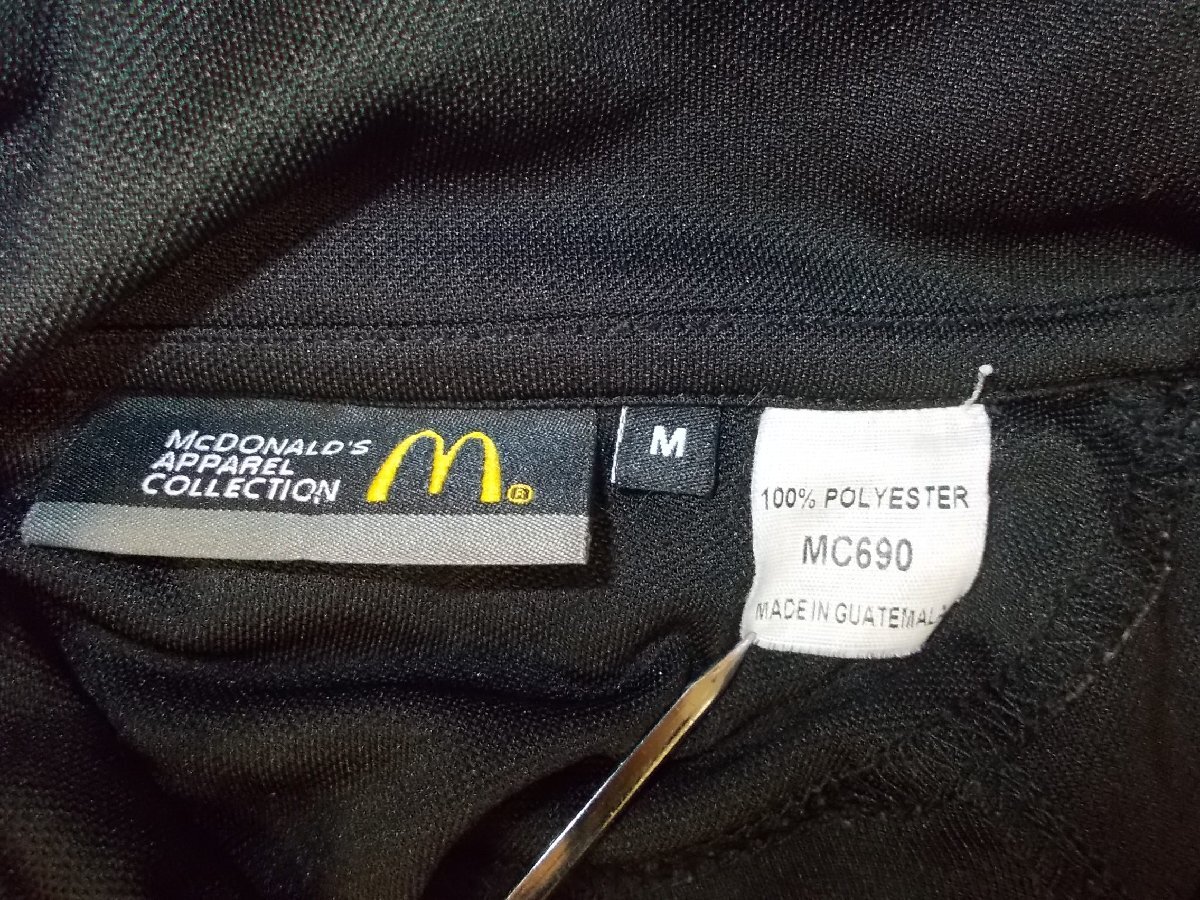 McDONALD'S
APPAREL
COLLECTION
®
M
100% POLYESTER
MC690
MADE IN GUATEMALA